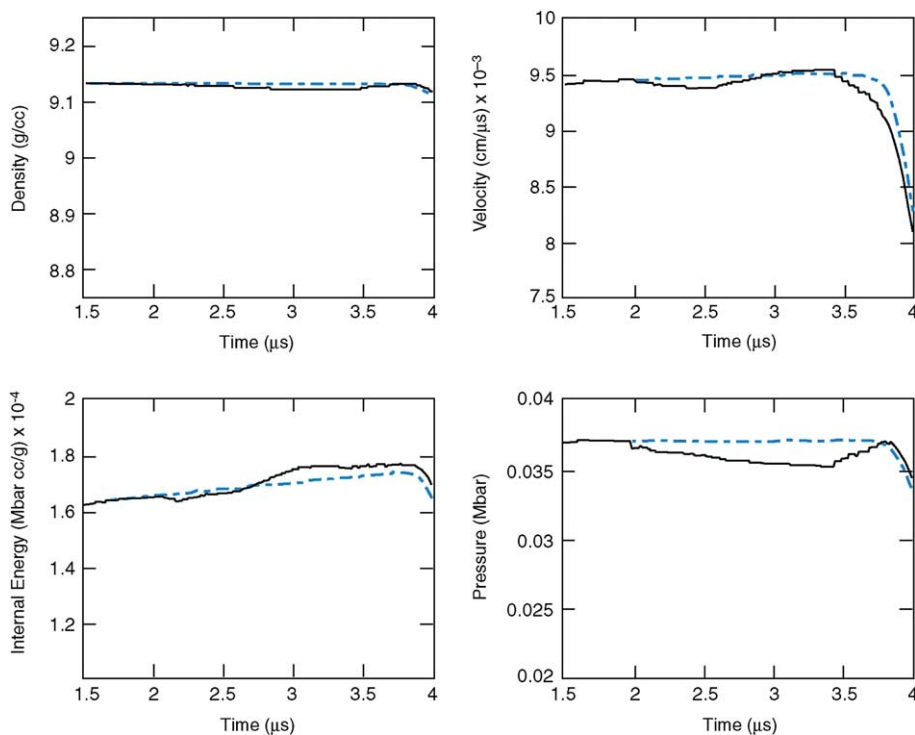 Density (g/cc)
9.2
9.1
9
8.9
8.8
1.5 2 2.5 3 3.5 4
Time (μs)
Velocity (cm/μs) x 10⁻³
10
9.5
9
8.5
8
7.5
1.5 2 2.5 3 3.5 4
Time (μs)
Internal Energy (Mbar cc/g) x 10⁻⁴
2
1.8
1.6
1.4
1.2
1.5 2 2.5 3 3.5 4
Time (μs)
Pressure (Mbar)
0.04
0.035
0.03
0.025
0.02
1.5 2 2.5 3 3.5 4
Time (μs)